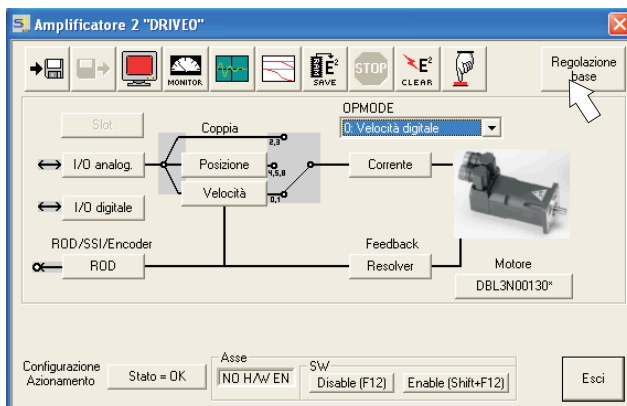 Amplificatore 2 "DRIVE0"
MONITOR
SAVE
E²
STOP
E²
CLEAR
Regolazione
base
OPMODE
0: Velocità digitale
Slot
Coppia
2,3
I/O analog.
Posizione
4,5,8
Corrente
Velocità
0,1
I/O digitale
ROD/SSI/Encoder
ROD
Feedback
Resolver
Motore
DBL3N00130*
Configurazione
Azionamento
Stato = OK
Asse
NO H/W EN
SW
Disable (F12)
Enable (Shift+F12)
Esci